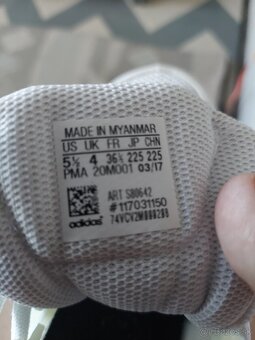 MADE IN MYANMAR
US UK FR JP CHN
5½ 4 36⅔ 225 225
PMA 20M001 03/17
ART S80642
#117031150
adidas